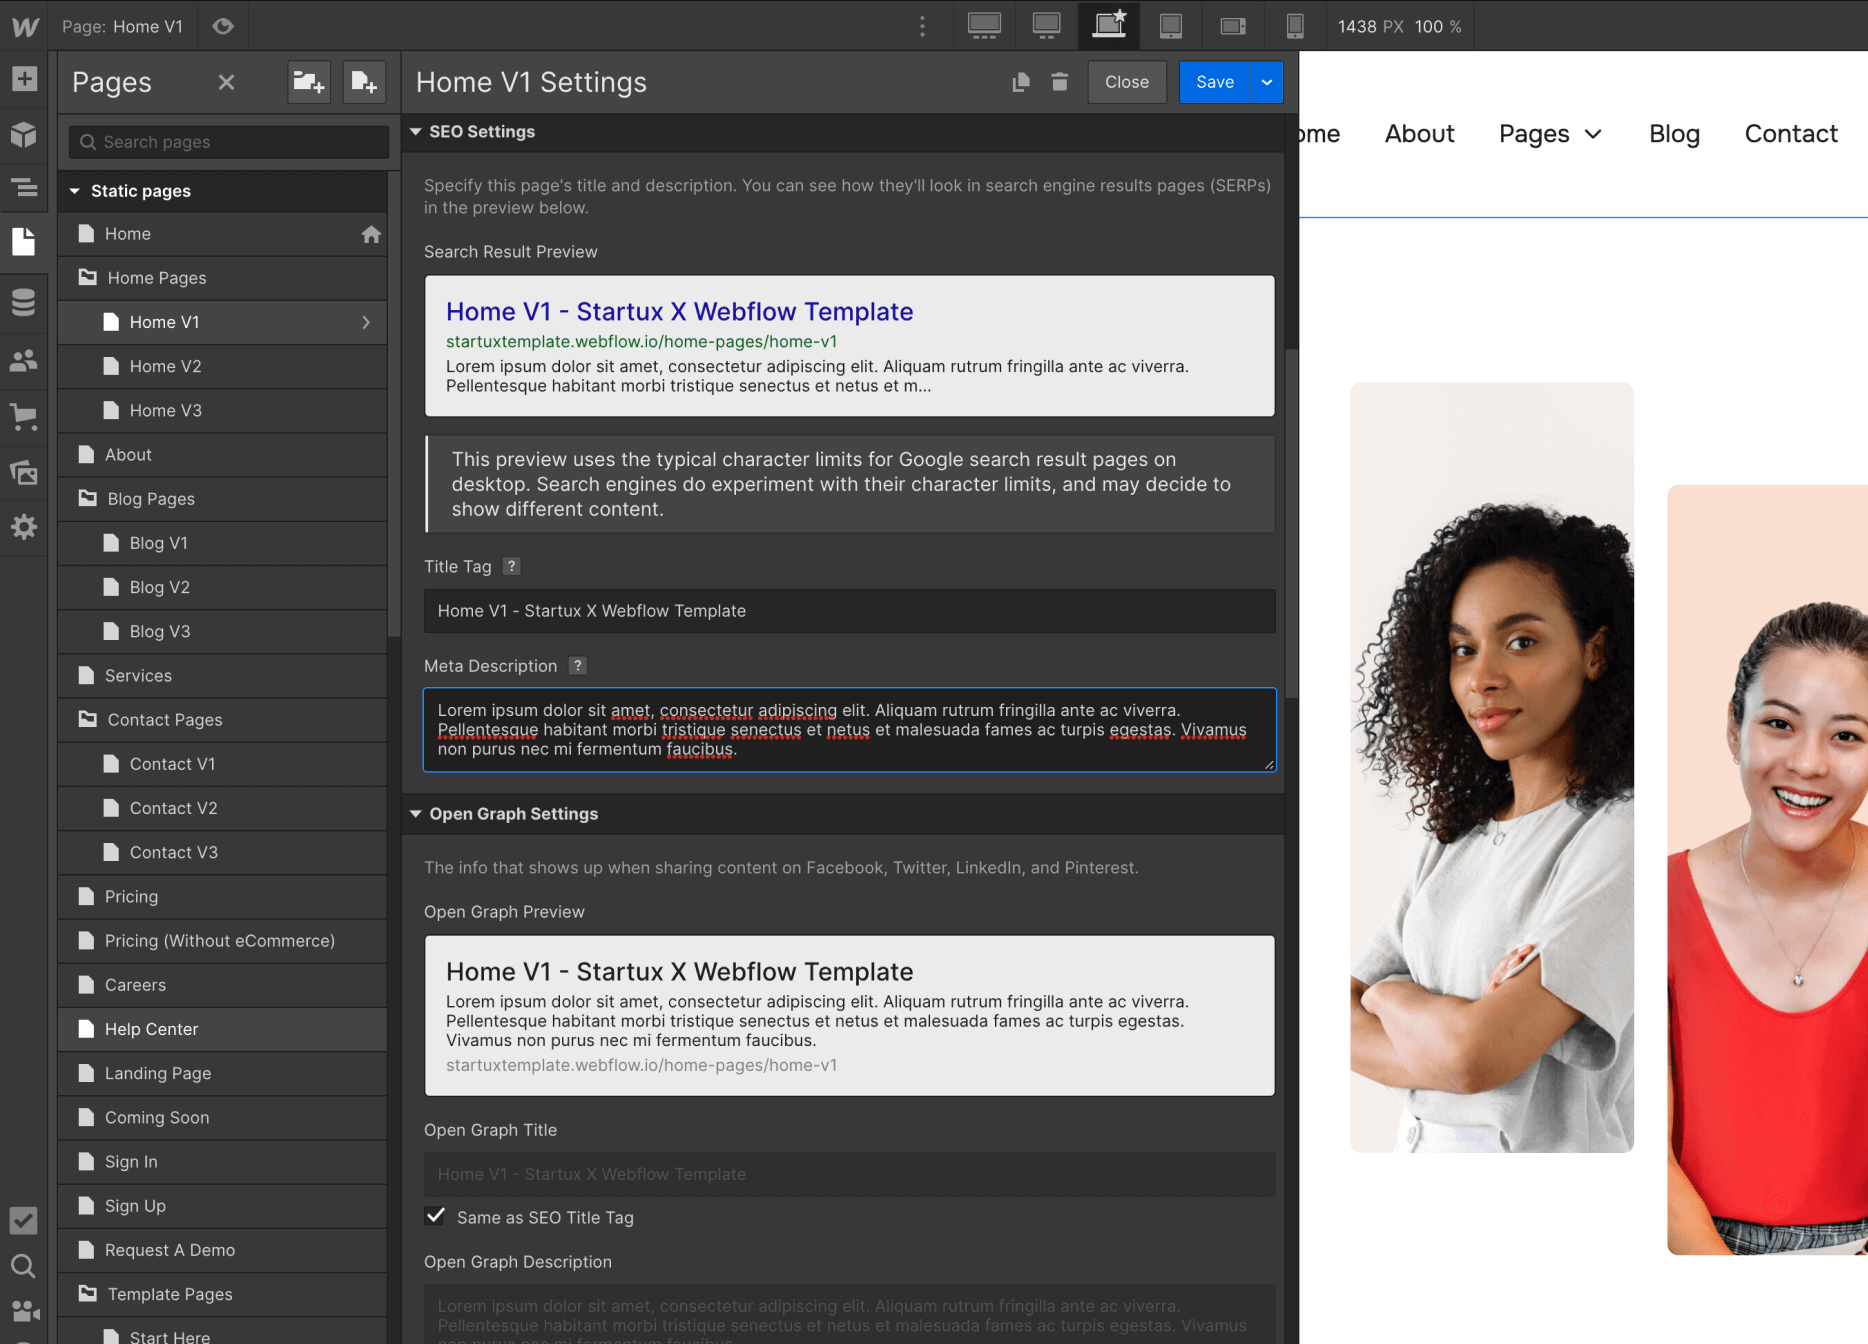 Page: Home V1
1438 PX 100 %
Pages
Search pages
Static pages
Home
Home Pages
Home V1
Home V2
Home V3
About
Blog Pages
Blog V1
Blog V2
Blog V3
Services
Contact Pages
Contact V1
Contact V2
Contact V3
Pricing
Pricing (Without eCommerce)
Careers
Help Center
Landing Page
Coming Soon
Sign In
Sign Up
Request A Demo
Template Pages
Start Here
Home V1 Settings
Close
Save
SEO Settings
Specify this page's title and description. You can see how they'll look in search engine results pages (SERPs)
in the preview below.
Search Result Preview
Home V1 - Startux X Webflow Template
startuxtemplate.webflow.io/home-pages/home-v1
Lorem ipsum dolor sit amet, consectetur adipiscing elit. Aliquam rutrum fringilla ante ac viverra.
Pellentesque habitant morbi tristique senectus et netus et m...
This preview uses the typical character limits for Google search result pages on
desktop. Search engines do experiment with their character limits, and may decide to
show different content.
Title Tag ?
Home V1 - Startux X Webflow Template
Meta Description ?
Lorem ipsum dolor sit amet, consectetur adipiscing elit. Aliquam rutrum fringilla ante ac viverra.
Pellentesque habitant morbi tristique senectus et netus et malesuada fames ac turpis egestas. Vivamus
non purus nec mi fermentum faucibus.
Open Graph Settings
The info that shows up when sharing content on Facebook, Twitter, LinkedIn, and Pinterest.
Open Graph Preview
Home V1 - Startux X Webflow Template
Lorem ipsum dolor sit amet, consectetur adipiscing elit. Aliquam rutrum fringilla ante ac viverra.
Pellentesque habitant morbi tristique senectus et netus et malesuada fames ac turpis egestas.
Vivamus non purus nec mi fermentum faucibus.
startuxtemplate.webflow.io/home-pages/home-v1
Open Graph Title
Home V1 - Startux X Webflow Template
Same as SEO Title Tag
Open Graph Description
Lorem ipsum dolor sit amet, consectetur adipiscing elit. Aliquam rutrum fringilla ante ac viverra.
Pellentesque habitant morbi tristique senectus et netus et malesuada fames ac turpis egestas. Vivamus
non purus nec mi fermentum faucibus.
ome About Pages Blog Contact